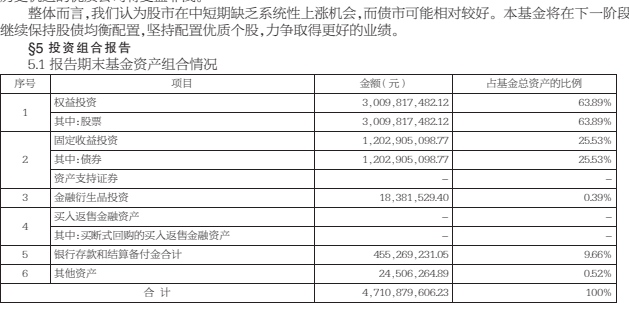 整体而言,我们认为股市在中短期缺乏系统性上涨机会,而债市可能相对较好。本基金将在下一阶段
继续保持股债均衡配置,坚持配置优质个股,力争取得更好的业绩。
§5 投资组合报告
5.1 报告期末基金资产组合情况
序号 项目 金额(元) 占基金总资产的比例
1 权益投资 3,009,817,482.12 63.89%
其中:股票 3,009,817,482.12 63.89%
2 固定收益投资 1,202,905,098.77 25.53%
其中:债券 1,202,905,098.77 25.53%
资产支持证券 – –
3 金融衍生品投资 18,381,529.40 0.39%
4 买入返售金融资产 – –
其中:买断式回购的买入返售金融资产 – –
5 银行存款和结算备付金合计 455,269,231.05 9.66%
6 其他资产 24,506,264.89 0.52%
合 计 4,710,879,606.23 100%